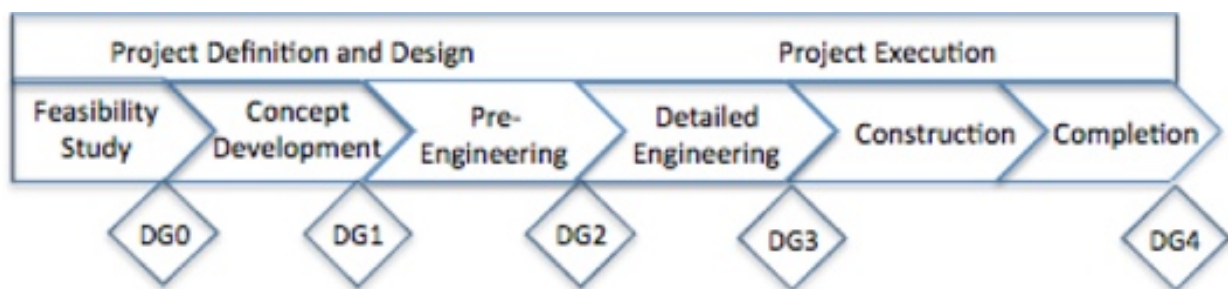 Project Definition and Design
Project Execution
Feasibility
Study
Concept
Development
Pre-
Engineering
Detailed
Engineering
Construction
Completion
DG0
DG1
DG2
DG3
DG4